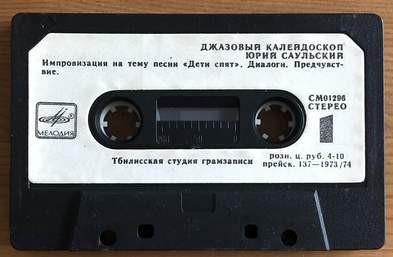 ДЖАЗОВЫЙ КАЛЕЙДОСКОП
ЮРИЙ САУЛЬСКИЙ
Импровизация на тему песни «Дети спят». Диалоги. Предчувст-
вие.
СМ01296
СТЕРЕО
МЕЛОДИЯ
1
Тбилисская студия грамзаписи
розн. ц. руб. 4-10
прейск. 137—1973/74